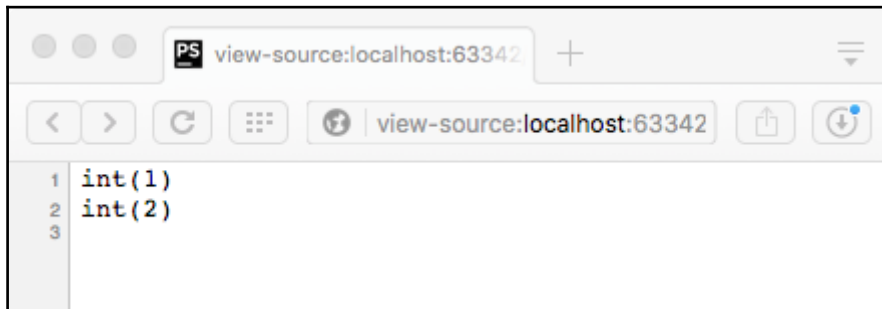 PS view-source:localhost:63342
view-source:localhost:63342
1 int(1)
2 int(2)
3